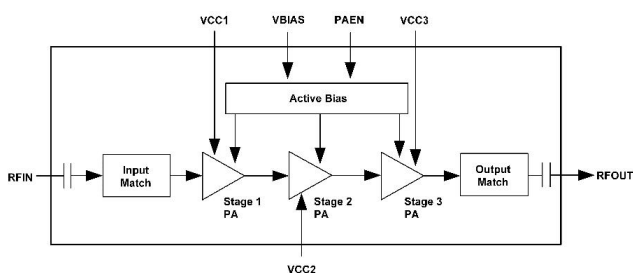 VCC1
VBIAS
PAEN
VCC3
Active Bias
RFIN
Input
Match
Stage 1
PA
Stage 2
PA
Stage 3
PA
Output
Match
RFOUT
VCC2